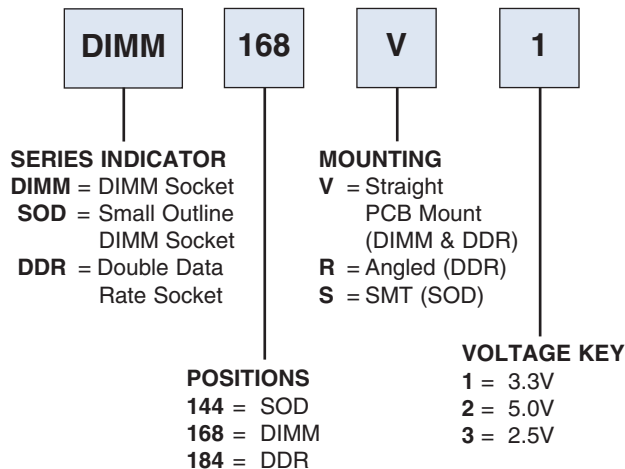 DIMM 168 V 1
SERIES INDICATOR
DIMM = DIMM Socket
SOD = Small Outline
DIMM Socket
DDR = Double Data
Rate Socket
MOUNTING
V = Straight
PCB Mount
(DIMM & DDR)
R = Angled (DDR)
S = SMT (SOD)
POSITIONS
144 = SOD
168 = DIMM
184 = DDR
VOLTAGE KEY
1 = 3.3V
2 = 5.0V
3 = 2.5V